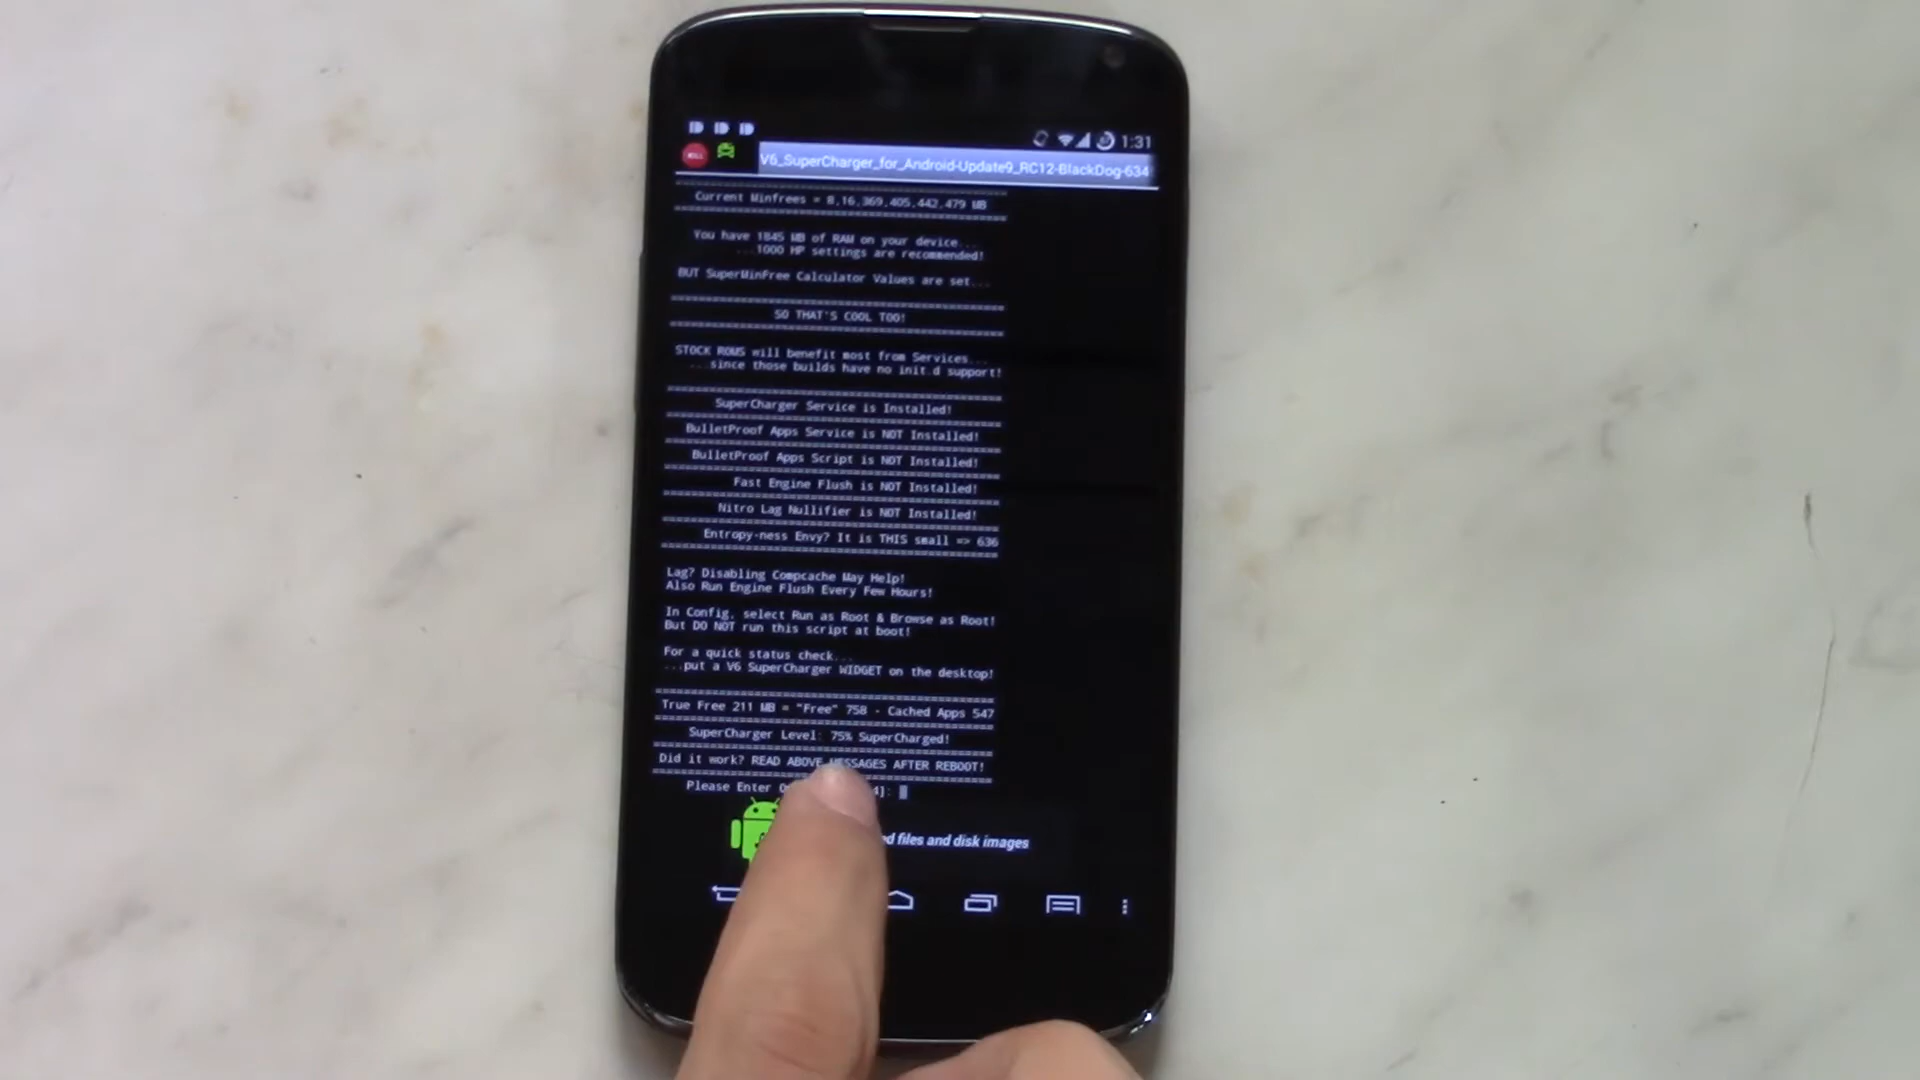 1:31
KILL
V6_SuperCharger_for_Android-Update9_RC12-BlackDog-634
Current Minfrees = 8,16,369,405,442,479 MB
You have 1845 MB of RAM on your device...
...1000 HP settings are recommended!
BUT SuperMinFree Calculator Values are set...
SO THAT'S COOL TOO!
STOCK ROMS will benefit most from Services...
...since those builds have no init.d support!
SuperCharger Service is Installed!
BulletProof Apps Service is NOT Installed!
BulletProof Apps Script is NOT Installed!
Fast Engine Flush is NOT Installed!
Nitro Lag Nullifier is NOT Installed!
Entropy-ness Envy? It is THIS small => 636
Lag? Disabling Compcache May Help!
Also Run Engine Flush Every Few Hours!
In Config, select Run as Root & Browse as Root!
But DO NOT run this script at boot!
For a quick status check...
...put a V6 SuperCharger WIDGET on the desktop!
True Free 211 MB = "Free" 758 - Cached Apps 547
SuperCharger Level: 75% SuperCharged!
Did it work? READ ABOVE MESSAGES AFTER REBOOT!
Please Enter 4]:
files and disk images